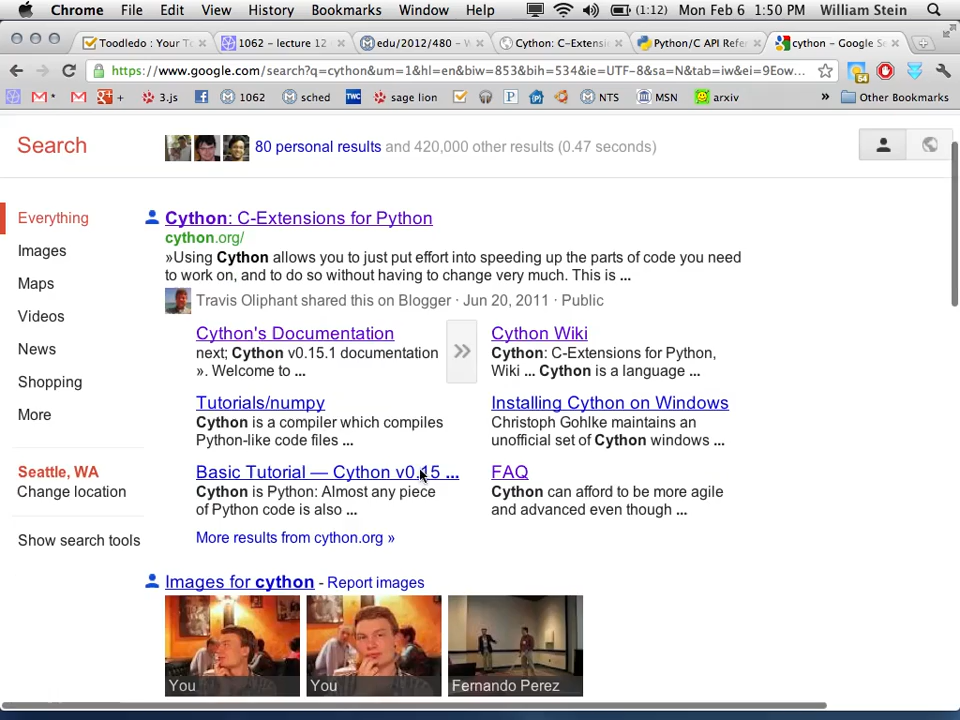 Chrome File Edit View History Bookmarks Window Help (1:12) Mon Feb 6 1:50 PM William Stein
Toodledo : Your T 1062 - lecture 12 edu/2012/480 - Cython: C-Extensi Python/C API Refe cython - Google Se
https://www.google.com/search?q=cython&um=1&hl=en&biw=853&bih=534&ie=UTF-8&sa=N&tab=iw&ei=9Eow...
+ 3.js 1062 sched TWC sage lion NTS MSN arxiv » Other Bookmarks
Search
80 personal results and 420,000 other results (0.47 seconds)
Everything
Images
Maps
Videos
News
Shopping
More
Seattle, WA
Change location
Show search tools
Cython: C-Extensions for Python
cython.org/
»Using Cython allows you to just put effort into speeding up the parts of code you need
to work on, and to do so without having to change very much. This is ...
Travis Oliphant shared this on Blogger · Jun 20, 2011 · Public
Cython's Documentation
next; Cython v0.15.1 documentation
». Welcome to ...
Cython Wiki
Cython: C-Extensions for Python,
Wiki ... Cython is a language ...
Tutorials/numpy
Cython is a compiler which compiles
Python-like code files ...
Installing Cython on Windows
Christoph Gohlke maintains an
unofficial set of Cython windows ...
Basic Tutorial — Cython v0.15 ...
Cython is Python: Almost any piece
of Python code is also ...
FAQ
Cython can afford to be more agile
and advanced even though ...
More results from cython.org »
Images for cython - Report images
You
You
Fernando Perez